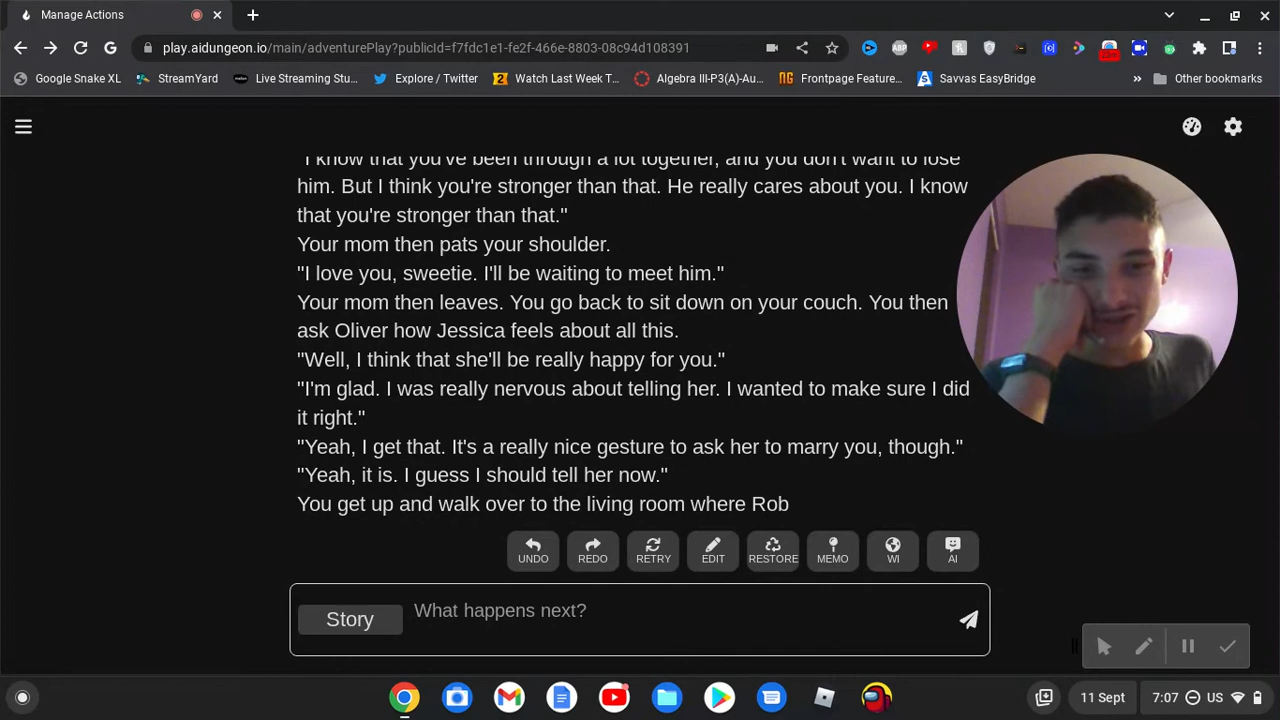 Manage Actions
play.aidungeon.io/main/adventurePlay?publicId=f7fdc1e1-fe2f-466e-8803-08c94d108391
Google Snake XL
StreamYard
Live Streaming Stu...
Explore / Twitter
Watch Last Week T...
Algebra III-P3(A)-Au...
Frontpage Feature...
Savvas EasyBridge
»
Other bookmarks
"I know that you've been through a lot together, and you don't want to lose
him. But I think you're stronger than that. He really cares about you. I know
that you're stronger than that."
Your mom then pats your shoulder.
"I love you, sweetie. I'll be waiting to meet him."
Your mom then leaves. You go back to sit down on your couch. You then
ask Oliver how Jessica feels about all this.
"Well, I think that she'll be really happy for you."
"I'm glad. I was really nervous about telling her. I wanted to make sure I did
it right."
"Yeah, I get that. It's a really nice gesture to ask her to marry you, though."
"Yeah, it is. I guess I should tell her now."
You get up and walk over to the living room where Rob
UNDO
REDO
RETRY
EDIT
RESTORE
MEMO
WI
AI
Story
What happens next?
11 Sept
7:07
US